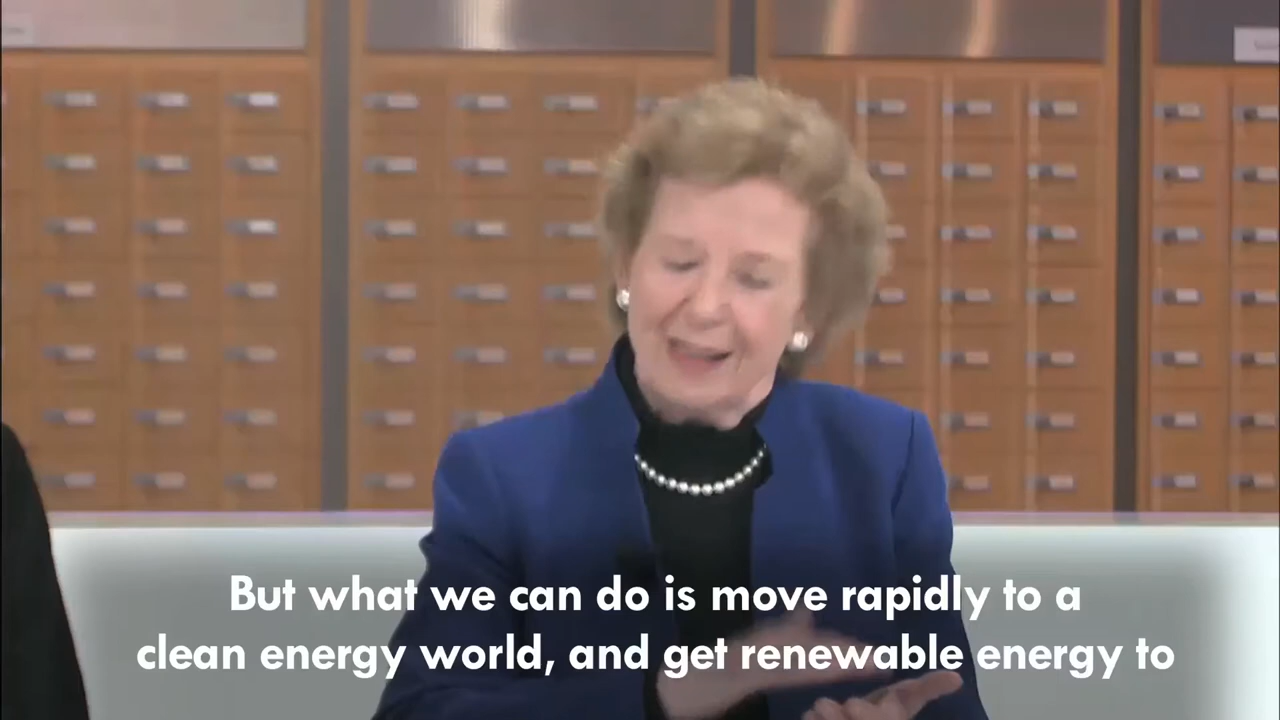 But what we can do is move rapidly to a
clean energy world, and get renewable energy to